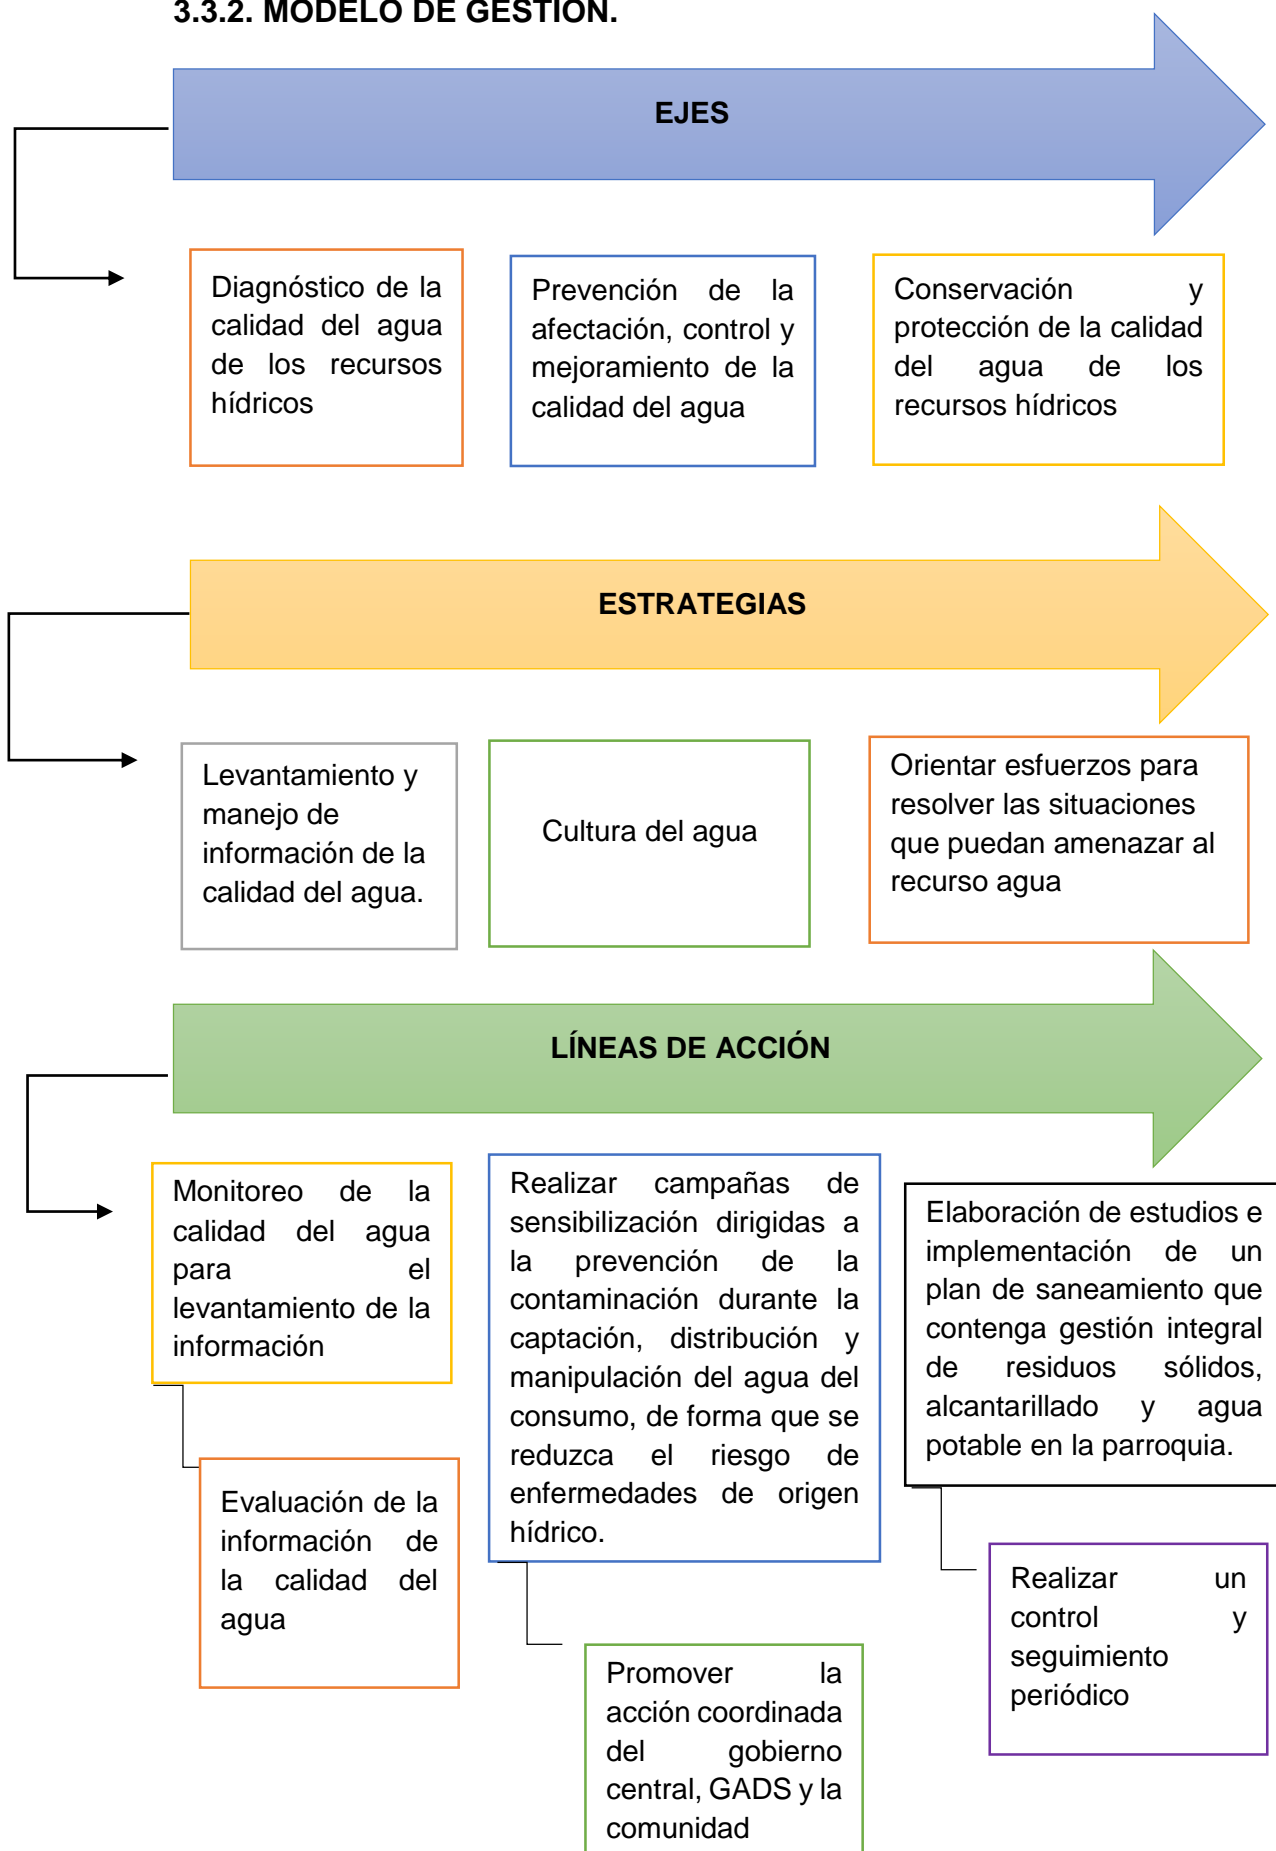 3.3.2. MODELO DE GESTIÓN.
EJES
Diagnóstico de la
calidad del agua
de los recursos
hídricos
Prevención de la
afectación, control y
mejoramiento de la
calidad del agua
Conservación y
protección de la calidad
del agua de los
recursos hídricos
ESTRATEGIAS
Levantamiento y
manejo de
información de la
calidad del agua.
Cultura del agua
Orientar esfuerzos para
resolver las situaciones
que puedan amenazar al
recurso agua
LÍNEAS DE ACCIÓN
Monitoreo de la
calidad del agua
para el
levantamiento de la
información
Evaluación de la
información de
la calidad del
agua
Realizar campañas de
sensibilización dirigidas a
la prevención de la
contaminación durante la
captación, distribución y
manipulación del agua del
consumo, de forma que se
reduzca el riesgo de
enfermedades de origen
hídrico.
Promover la
acción coordinada
del gobierno
central, GADS y la
comunidad
Elaboración de estudios e
implementación de un
plan de saneamiento que
contenga gestión integral
de residuos sólidos,
alcantarillado y agua
potable en la parroquia.
Realizar un
control y
seguimiento
periódico